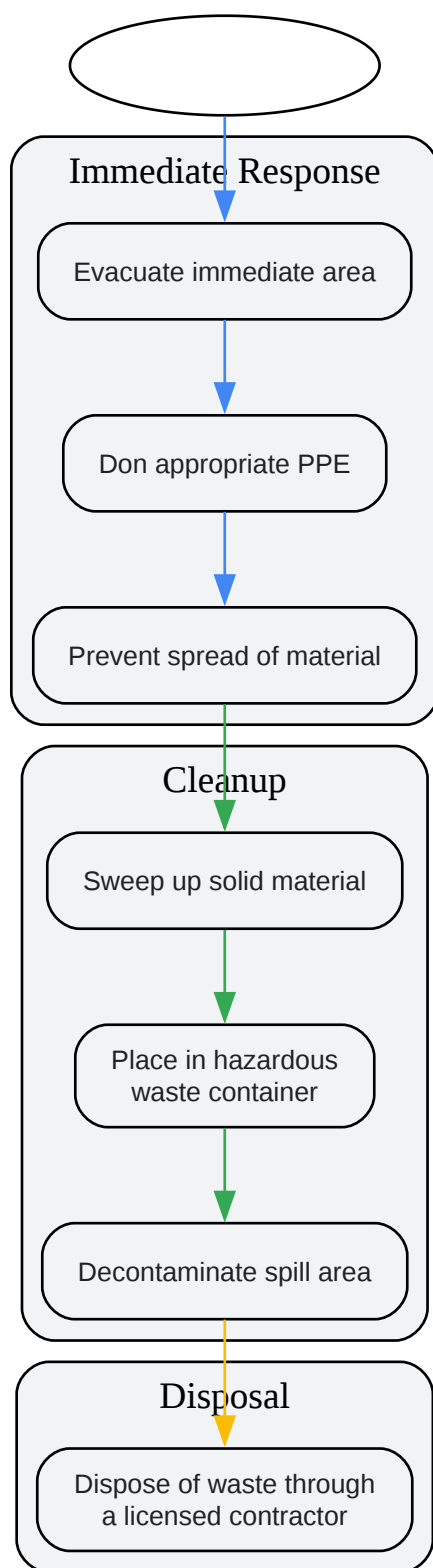 Immediate Response
Evacuate immediate area
Don appropriate PPE
Prevent spread of material
Cleanup
Sweep up solid material
Place in hazardous
waste container
Decontaminate spill area
Disposal
Dispose of waste through
a licensed contractor